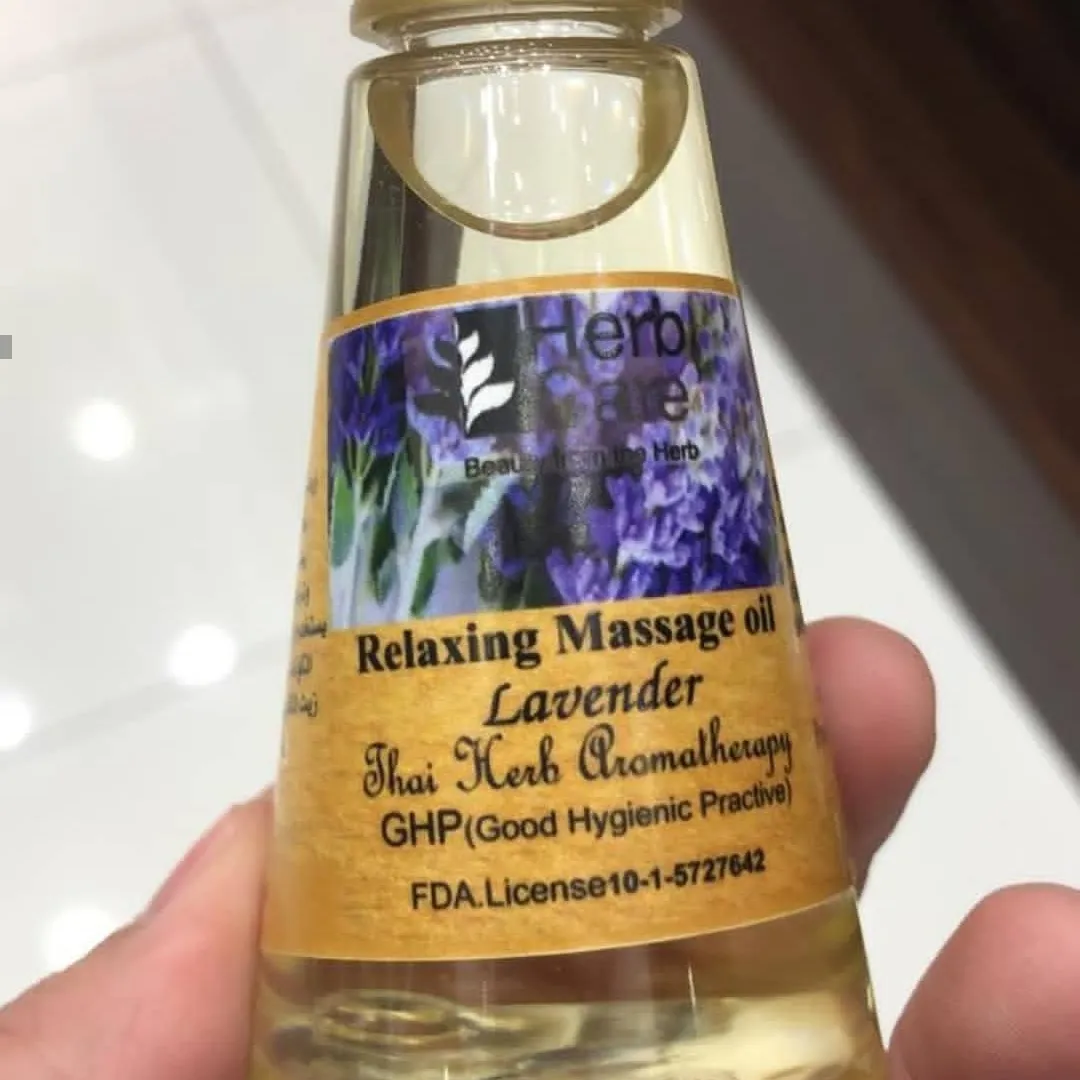 Herb
Care
Beauty from the Herb
Relaxing Massage oil
Lavender
Thai Herb Aromatherapy
GHP(Good Hygienic Practive)
FDA.License10-1-5727642